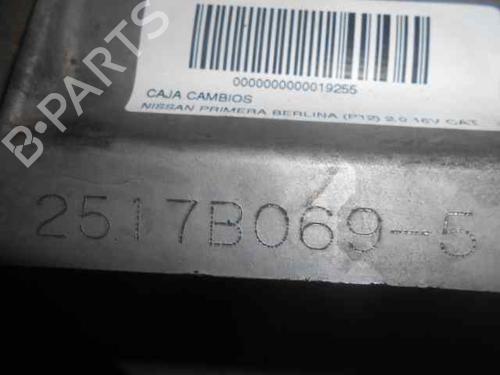 B-PARTS
0000000000019255
CAJA CAMBIOS
NISSAN PRIMERA BERLINA (P12) 2.0 16V CAT
2517B069-5